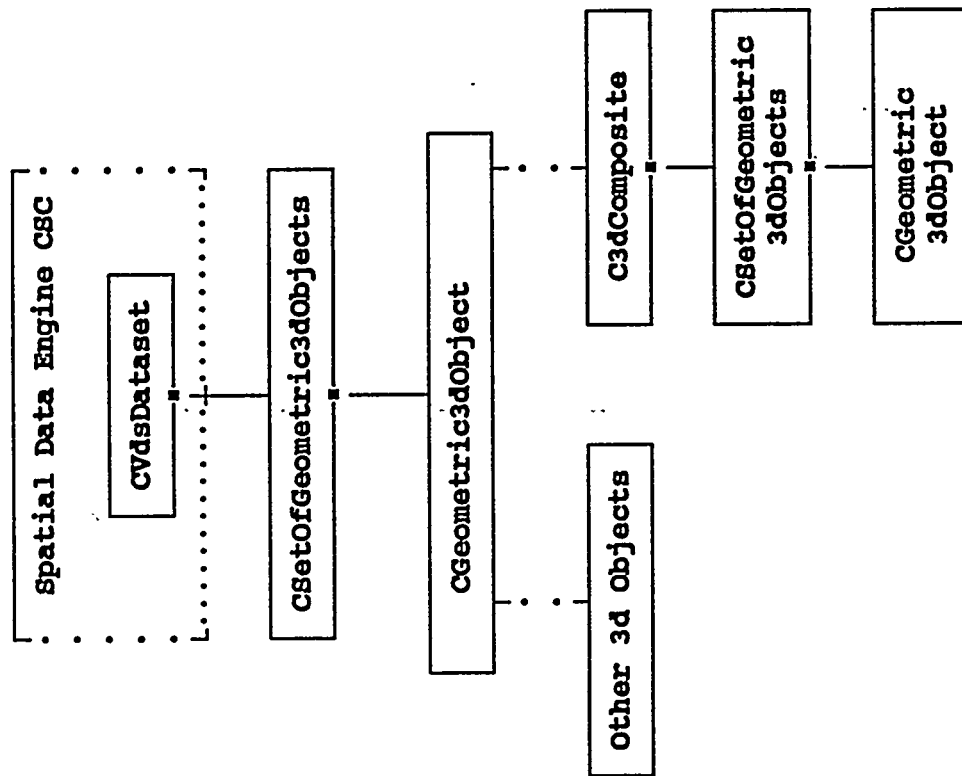 Spatial Data Engine CSC
CVdsDataset
CSetOfGeometric3dObjects
CGeometric3dObject
Other 3d Objects
C3dComposite
CSetOfGeometric
3dObjects
CGeometric
3dObject